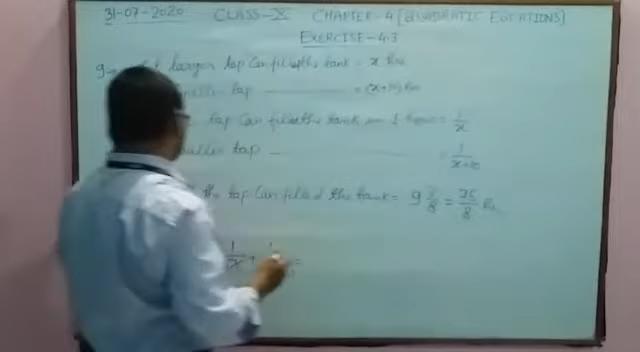 31-07-2020 CLASS-X CHAPTER-4 (QUADRATIC EQUATIONS)
EXERCISE-4.3
9 → larger tap can fill the tank = x Hrs
tap = (x+10) Hrs
tap can fill the tank in 1 = 1/x
tap = 1/x+10
the tap can filled the tank = 9 3/8 = 75/8 Hrs
1/x + =